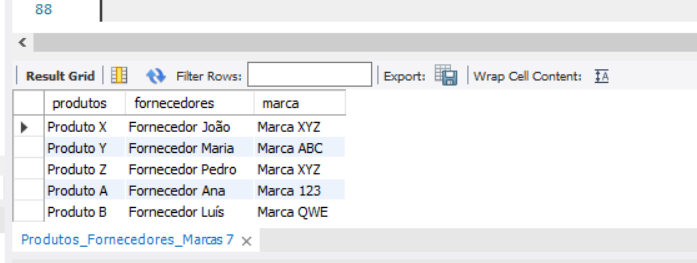 88
Result Grid Filter Rows: Export: Wrap Cell Content:
produtos fornecedores marca
Produto X Fornecedor João Marca XYZ
Produto Y Fornecedor Maria Marca ABC
Produto Z Fornecedor Pedro Marca XYZ
Produto A Fornecedor Ana Marca 123
Produto B Fornecedor Luís Marca QWE
Produtos_Fornecedores_Marcas 7